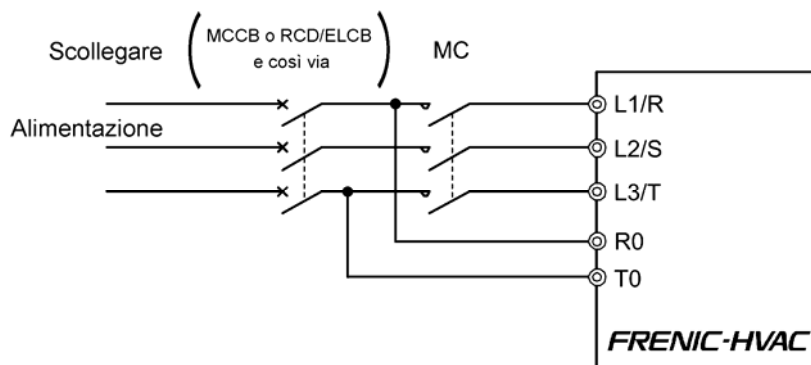 Scollegare
MCCB o RCD/ELCB
e così via
MC
Alimentazione
L1/R
L2/S
L3/T
R0
T0
FRENIC-HVAC